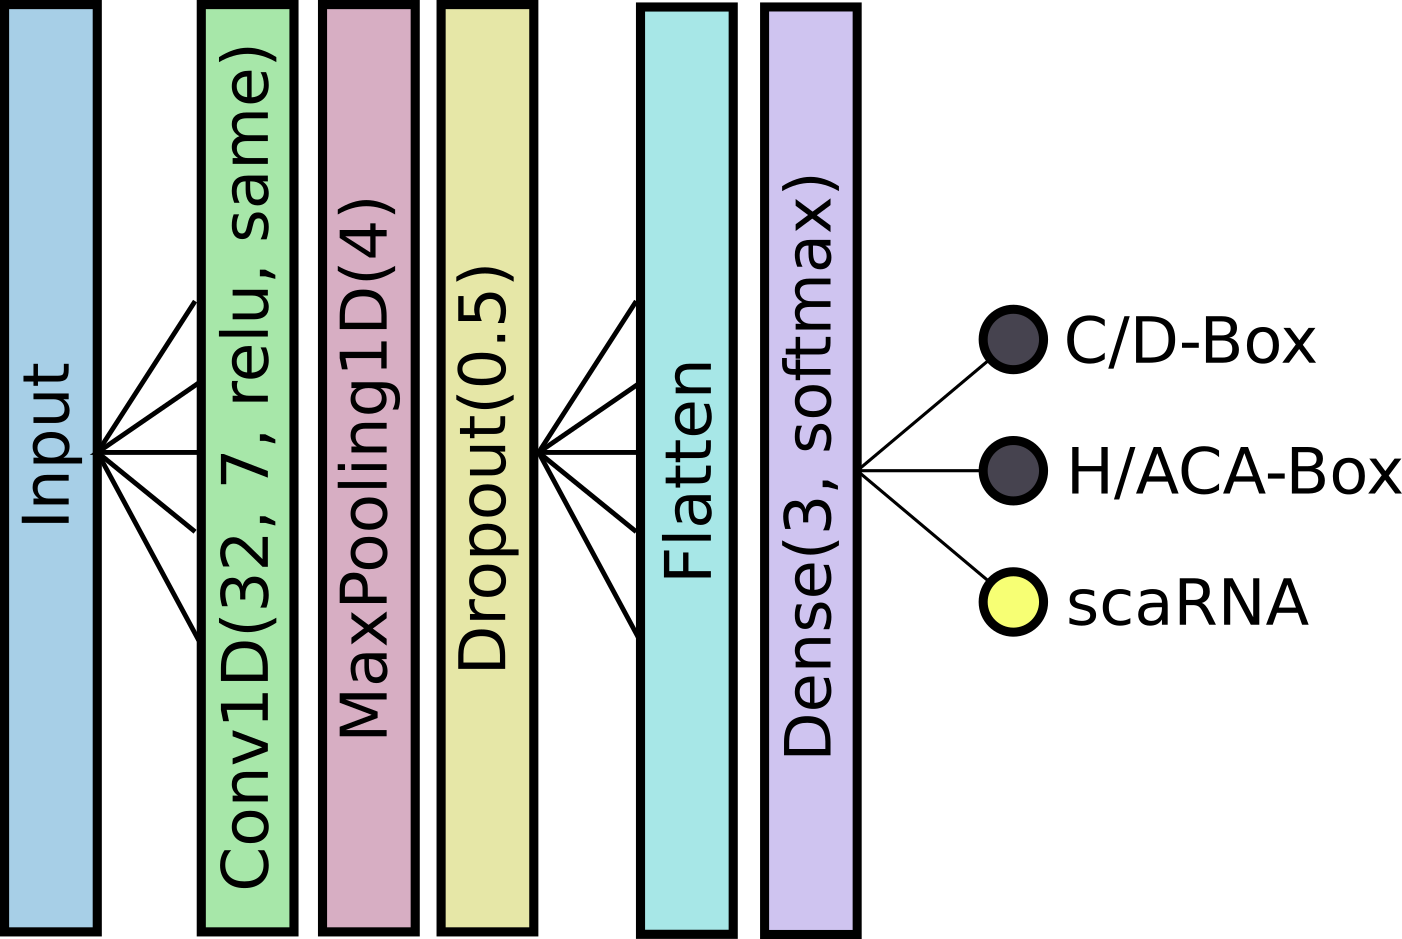 Input
Conv1D(32, 7, relu, same)
MaxPooling1D(4)
Dropout(0.5)
Flatten
Dense(3, softmax)
C/D-Box
H/ACA-Box
scaRNA